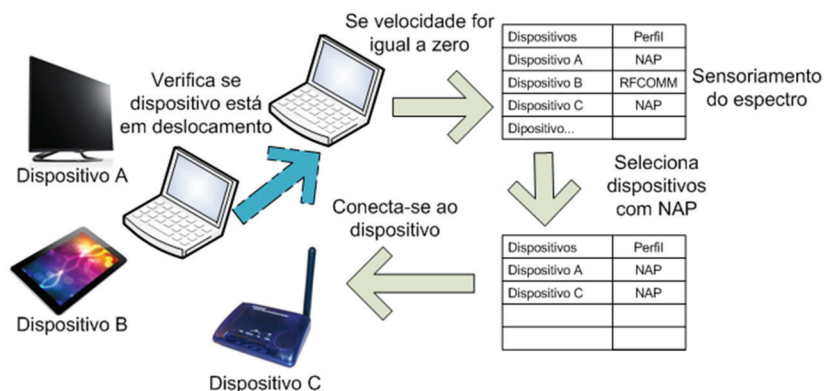 Se velocidade for
igual a zero
Verifica se
dispositivo está
em deslocamento
Dispositivo A
Dispositivos Perfil
Dispositivo A NAP
Dispositivo B RFCOMM
Dispositivo C NAP
Dipositivo...
Sensoriamento
do espectro
Seleciona
dispositivos
com NAP
Conecta-se ao
dispositivo
Dispositivos Perfil
Dispositivo A NAP
Dispositivo C NAP
Dispositivo B
Dispositivo C